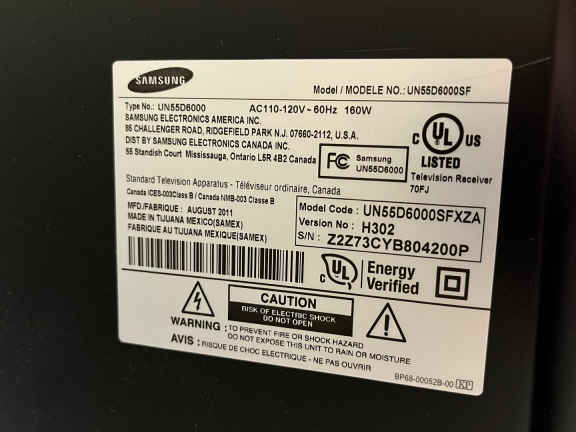 SAMSUNG
Model / MODELE NO.: UN55D6000SF
Type No.: UN55D6000 AC110-120V~60Hz 160W
SAMSUNG ELECTRONICS AMERICA INC.
85 CHALLENGER ROAD, RIDGEFIELD PARK N.J. 07660-2112, U.S.A.
DIST BY SAMSUNG ELECTRONICS CANADA INC.
55 Standish Court Mississauga, Ontario L5R 4B2 Canada
FC Samsung
UN55D6000
C UL US
LISTED
Television Receiver
70FJ
Standard Television Apparatus - Téléviseur ordinaire, Canada
Canada ICES-003Class B / Canada NMB-003 Classe B
MFD/FABRIQUE : AUGUST 2011
MADE IN TIJUANA MEXICO(SAMEX)
FABRIQUE AU TIJUANA MEXIQUE(SAMEX)
Model Code : UN55D6000SFXZA
Version No : H302
S/N : Z2Z73CYB804200P
C UL Energy
Verified
CAUTION
RISK OF ELECTRIC SHOCK
DO NOT OPEN
WARNING : TO PREVENT FIRE OR SHOCK HAZARD
DO NOT EXPOSE THIS UNIT TO RAIN OR MOISTURE
AVIS : RISQUE DE CHOC ELECTRIQUE - NE PAS OUVRIR
BP68-00052B-00